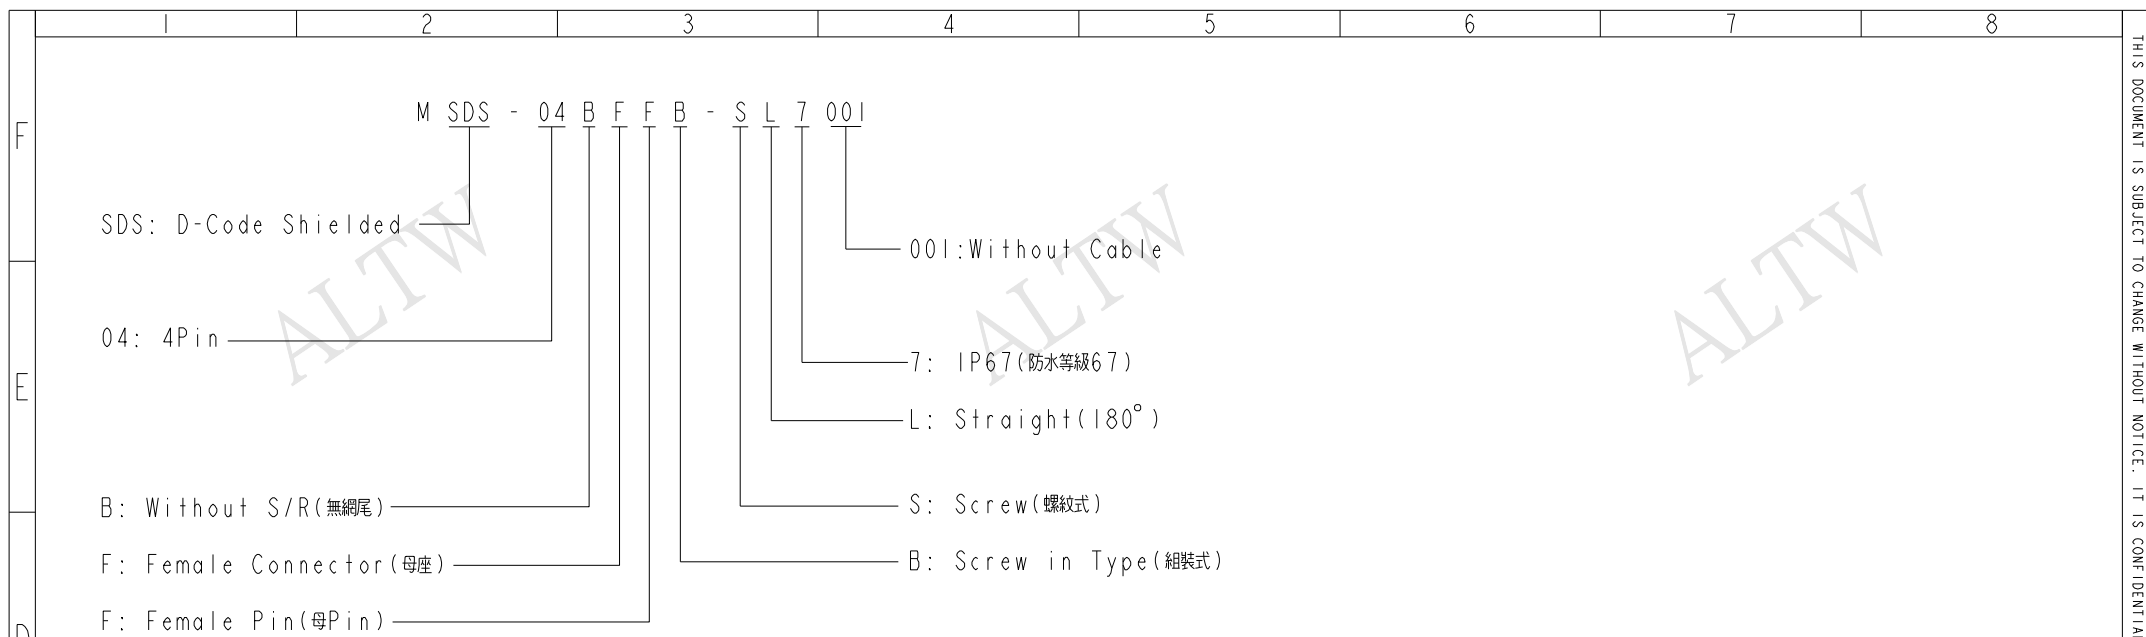 1 2 3 4 5 6 7 8
M SDS - 04 B F F B - S L 7 001
F
SDS: D-Code Shielded
001:Without Cable
04: 4Pin
7: IP67(防水等級67)
E
L: Straight(180°)
B: Without S/R(無網尾)
S: Screw(螺紋式)
F: Female Connector(母座)
B: Screw in Type(組裝式)
F: Female Pin(母Pin)
D
ALTW
ALTW
ALTW
THIS DOCUMENT IS SUBJECT TO CHANGE WITHOUT NOTICE. IT IS CONFIDENTIAL